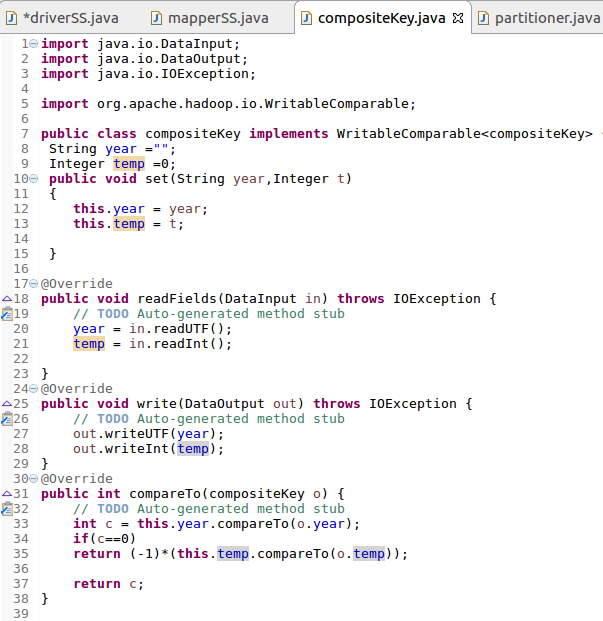 *driverSS.java mapperSS.java compositeKey.java partitioner.java
1 import java.io.DataInput;
2 import java.io.DataOutput;
3 import java.io.IOException;
4
5 import org.apache.hadoop.io.WritableComparable;
6
7 public class compositeKey implements WritableComparable<compositeKey> {
8 String year ="";
9 Integer temp =0;
10 public void set(String year,Integer t)
11 {
12 this.year = year;
13 this.temp = t;
14
15 }
16
17 @Override
18 public void readFields(DataInput in) throws IOException {
19 // TODO Auto-generated method stub
20 year = in.readUTF();
21 temp = in.readInt();
22
23 }
24 @Override
25 public void write(DataOutput out) throws IOException {
26 // TODO Auto-generated method stub
27 out.writeUTF(year);
28 out.writeInt(temp);
29 }
30 @Override
31 public int compareTo(compositeKey o) {
32 // TODO Auto-generated method stub
33 int c = this.year.compareTo(o.year);
34 if(c==0)
35 return (-1)*(this.temp.compareTo(o.temp));
36
37 return c;
38 }
39